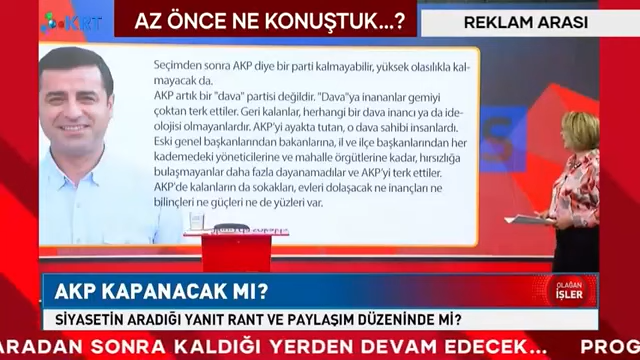 KRT
AZ ÖNCE NE KONUŞTUK...?
REKLAM ARASI
Seçimden sonra AKP diye bir parti kalmayabilir, yüksek olasılıkla kal-
mayacak da.
AKP artık bir "dava" partisi değildir. "Dava"ya inananlar gemiyi
çoktan terk ettiler. Geri kalanlar, herhangi bir dava inancı ya da ide-
olojisi olmayanlardı. AKP'yi ayakta tutan, o dava sahibi insanlardı.
Eski genel başkanlarından bakanlarına, il ve ilçe başkanlarından her
kademedeki yöneticilerine ve mahalle örgütlerine kadar, hırsızlığa
bulaşmayanlar daha fazla dayanamadılar ve AKP'yi terk ettiler.
AKP'de kalanların da sokakları, evleri dolaşacak ne inançları ne
bilinçleri ne güçleri ne de yüzleri var.
AKP KAPANACAK MI?
OLAĞAN
İŞLER
SİYASETİN ARADIĞI YANIT RANT VE PAYLAŞIM DÜZENİNDE Mİ?
ARADAN SONRA KALDIĞI YERDEN DEVAM EDECEK... PROG